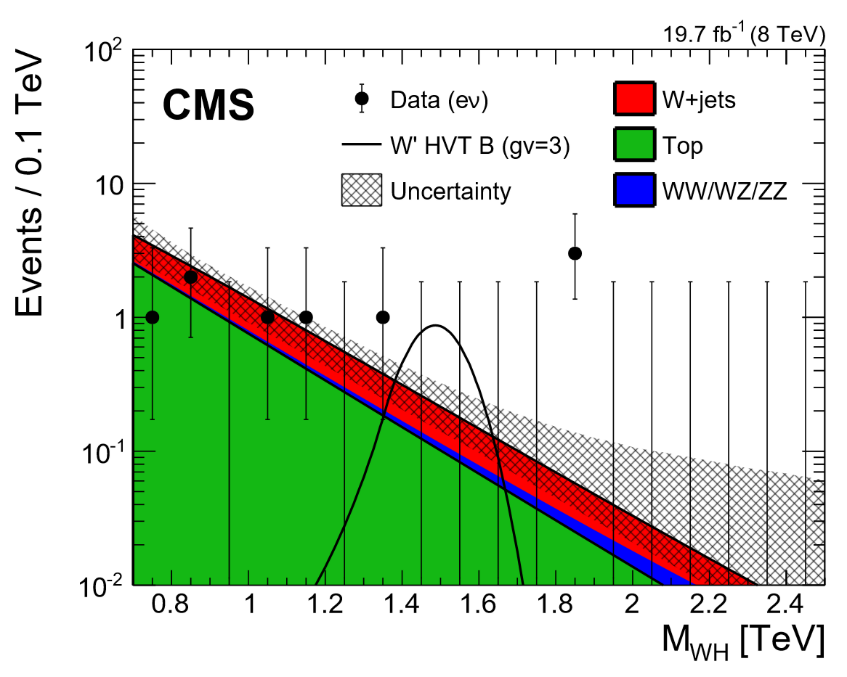 19.7 fb⁻¹ (8 TeV)
Events / 0.1 TeV
CMS
Data (eν)
W' HVT B (gv=3)
Uncertainty
W+jets
Top
WW/WZ/ZZ
10²
10
1
10⁻¹
10⁻²
0.8 1 1.2 1.4 1.6 1.8 2 2.2 2.4
M_WH [TeV]